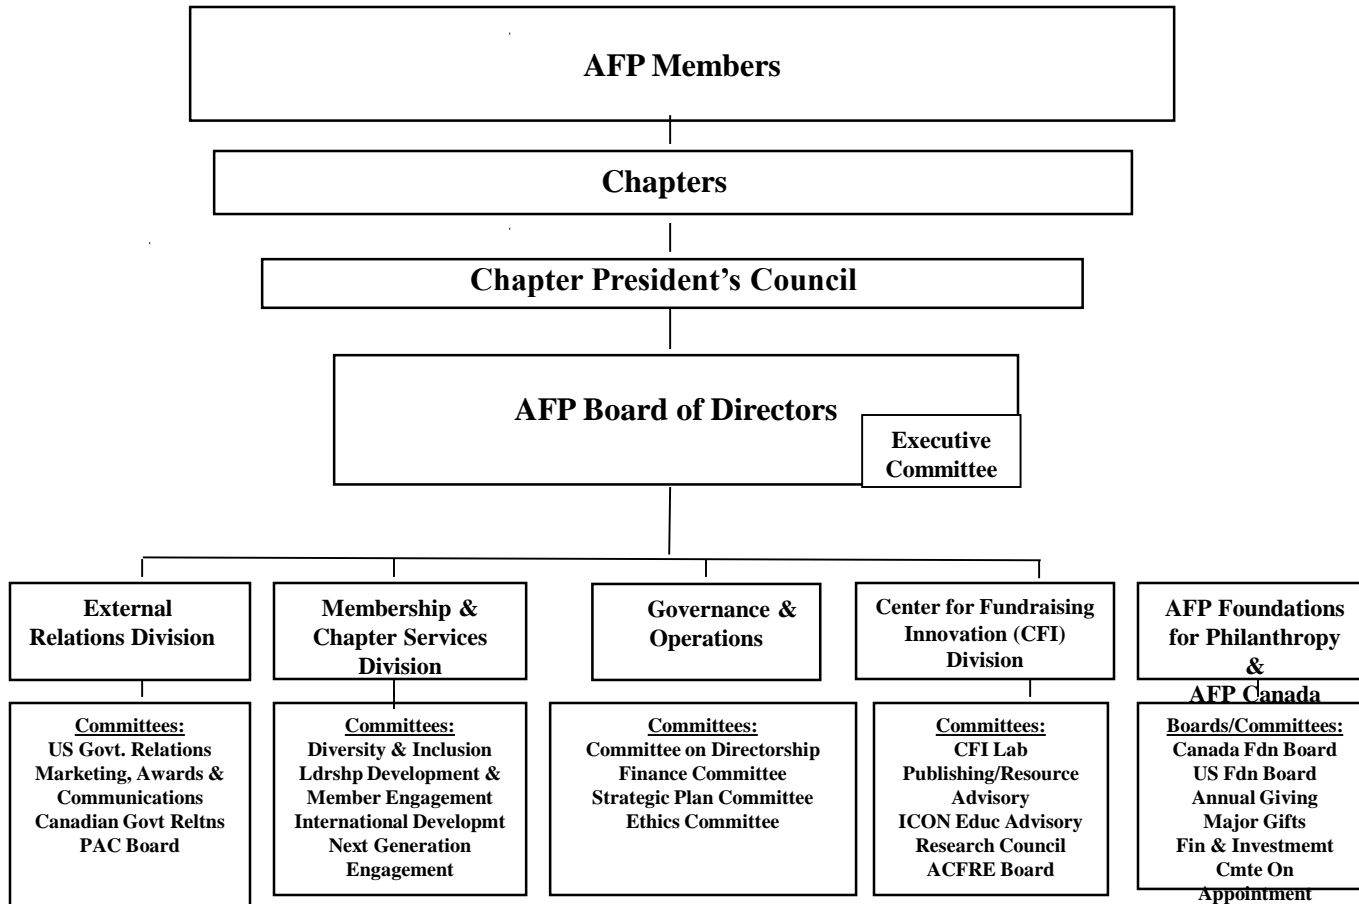 AFP Members
Chapters
Chapter President’s Council
AFP Board of Directors
Executive
Committee
External
Relations Division
Membership &
Chapter Services
Division
Governance &
Operations
Center for Fundraising
Innovation (CFI)
Division
AFP Foundations
for Philanthropy
&
AFP Canada
Committees:
US Govt. Relations
Marketing, Awards &
Communications
Canadian Govt Reltns
PAC Board
Committees:
Diversity & Inclusion
Ldrshp Development &
Member Engagement
International Developmt
Next Generation
Engagement
Committees:
Committee on Directorship
Finance Committee
Strategic Plan Committee
Ethics Committee
Committees:
CFI Lab
Publishing/Resource
Advisory
ICON Educ Advisory
Research Council
ACFRE Board
Boards/Committees:
Canada Fdn Board
US Fdn Board
Annual Giving
Major Gifts
Fin & Investmemt
Cmte On
Appointment